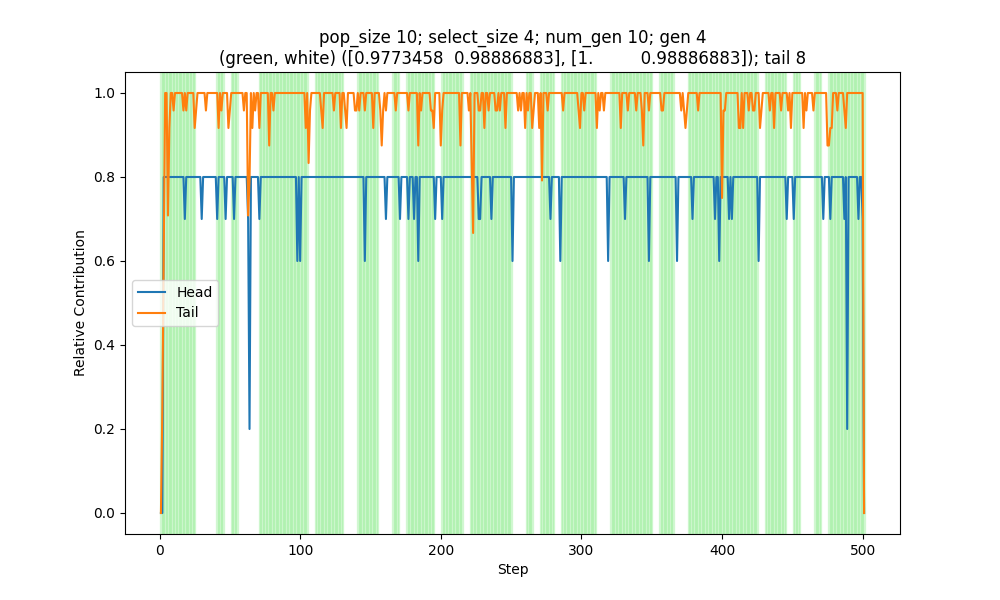 pop_size 10; select_size 4; num_gen 10; gen 4
(green, white) ([0.9773458  0.98886883], [1.         0.98886883]); tail 8
1.0
0.8
0.6
0.4
0.2
0.0
Relative Contribution
Head
Tail
0
100
200
300
400
500
Step